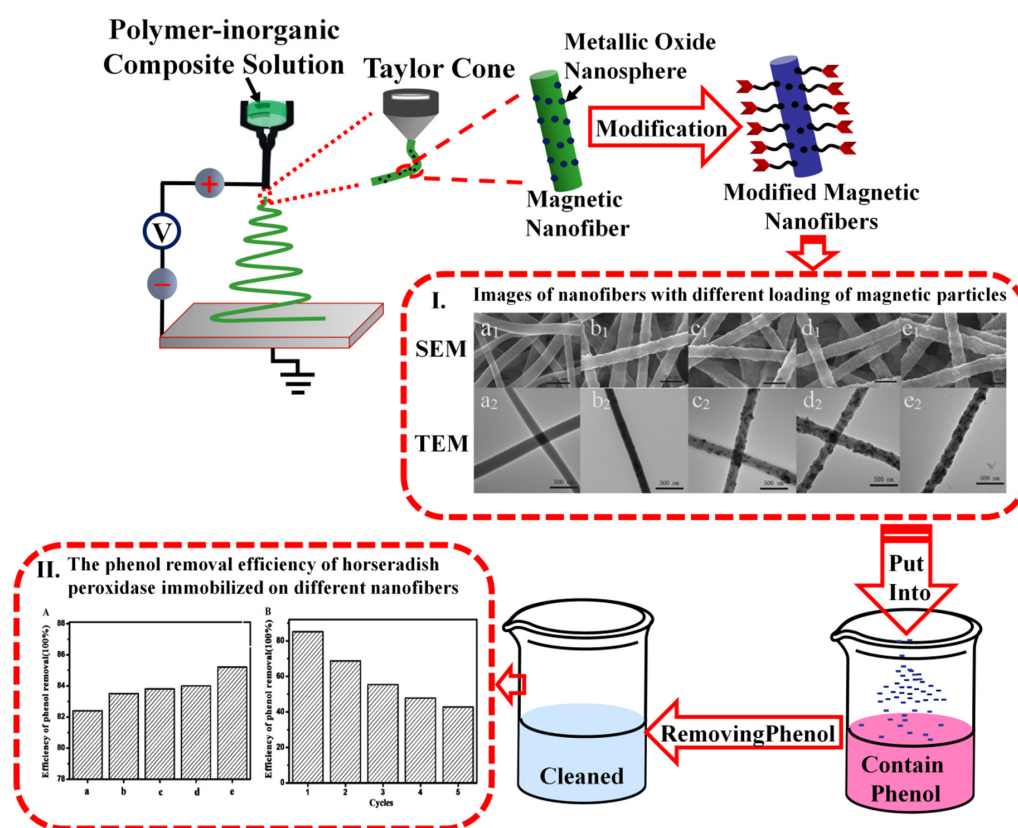 Polymer-inorganic
Composite Solution
Taylor Cone
Metallic Oxide
Nanosphere
Modification
Magnetic
Nanofiber
Modified Magnetic
Nanofibers
+
V
−
I. Images of nanofibers with different loading of magnetic particles
SEM
a1 b1 c1 d1 e1
TEM
a2 b2 c2 d2 e2
500 nm 500 nm 500 nm 500 nm 500 nm
Put
Into
II. The phenol removal efficiency of horseradish
peroxidase immobilized on different nanofibers
A
Efficiency of phenol removal(100%)
88
86
84
82
80
78
a b c d e
B
Efficiency of phenol removal(100%)
80
60
40
20
0
1 2 3 4 5
Cycles
Cleaned
RemovingPhenol
Contain
Phenol